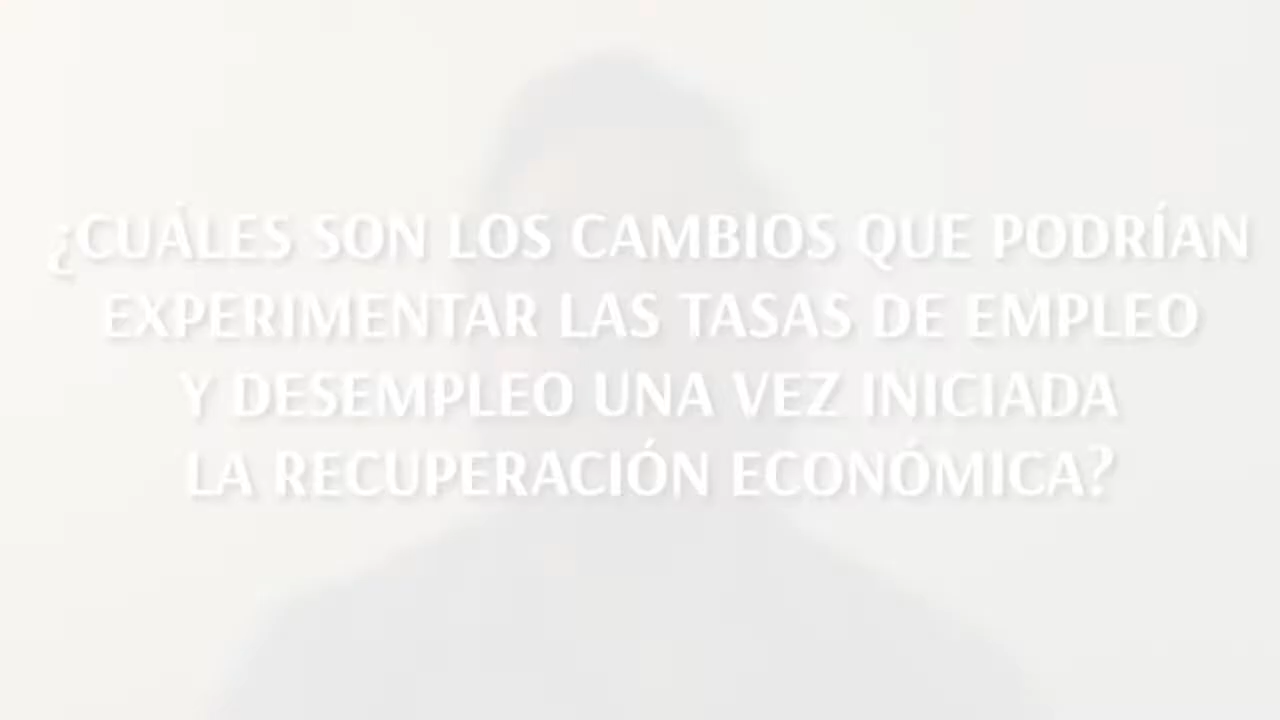 ¿CUÁLES SON LOS CAMBIOS QUE PODRÍAN
EXPERIMENTAR LAS TASAS DE EMPLEO
Y DESEMPLEO UNA VEZ INICIADA
LA RECUPERACIÓN ECONÓMICA?